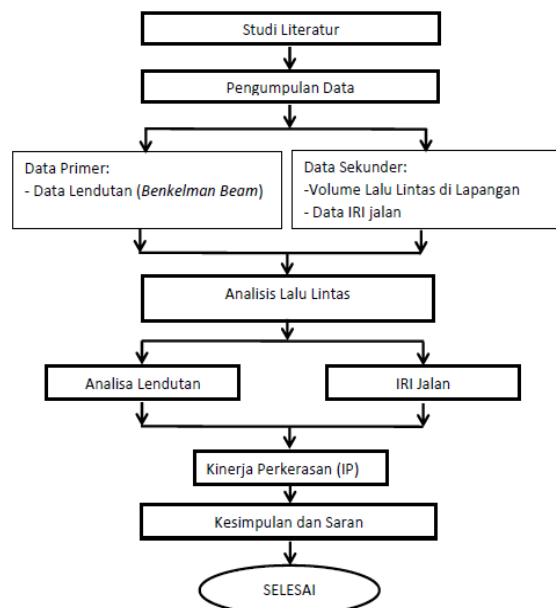 Studi Literatur
Pengumpulan Data
Data Primer:
- Data Lendutan (Benkelman Beam)
Data Sekunder:
-Volume Lalu Lintas di Lapangan
- Data IRI jalan
Analisis Lalu Lintas
Analisa Lendutan
IRI Jalan
Kinerja Perkerasan (IP)
Kesimpulan dan Saran
SELESAI